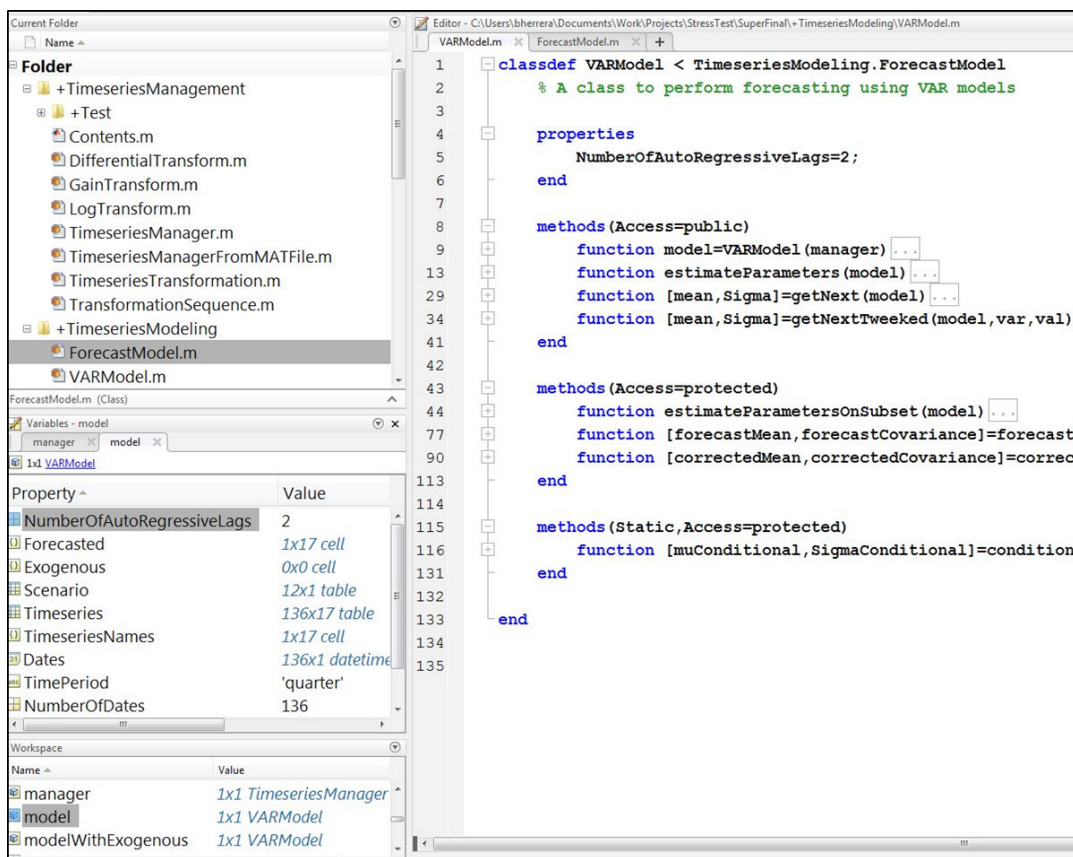 Current Folder
Name
Folder
+TimeseriesManagement
+Test
Contents.m
DifferentialTransform.m
GainTransform.m
LogTransform.m
TimeseriesManager.m
TimeseriesManagerFromMATFile.m
TimeseriesTransformation.m
TransformationSequence.m
+TimeseriesModeling
ForecastModel.m
VARModel.m
ForecastModel.m (Class)
Variables - model
manager model
1x1 VARModel
Property Value
NumberOfAutoRegressiveLags 2
Forecasted 1x17 cell
Exogenous 0x0 cell
Scenario 12x1 table
Timeseries 136x17 table
TimeseriesNames 1x17 cell
Dates 136x1 datetime
TimePeriod 'quarter'
NumberOfDates 136
Workspace
Name Value
manager 1x1 TimeseriesManager
model 1x1 VARModel
modelWithExogenous 1x1 VARModel
Editor - C:\Users\bherrera\Documents\Work\Projects\StressTest\SuperFinal\+TimeseriesModeling\VARModel.m
VARModel.m ForecastModel.m +
1 classdef VARModel < TimeseriesModeling.ForecastModel
2 % A class to perform forecasting using VAR models
3
4 properties
5 NumberOfAutoRegressiveLags=2;
6 end
7
8 methods(Access=public)
9 function model=VARModel(manager) ...
13 function estimateParameters(model) ...
29 function [mean,Sigma]=getNext(model) ...
34 function [mean,Sigma]=getNextTweeked(model,var,val)
41 end
42
43 methods(Access=protected)
44 function estimateParametersOnSubset(model) ...
77 function [forecastMean,forecastCovariance]=forecast
90 function [correctedMean,correctedCovariance]=correc
113 end
114
115 methods(Static,Access=protected)
116 function [muConditional,SigmaConditional]=condition
131 end
132
133 end
134
135